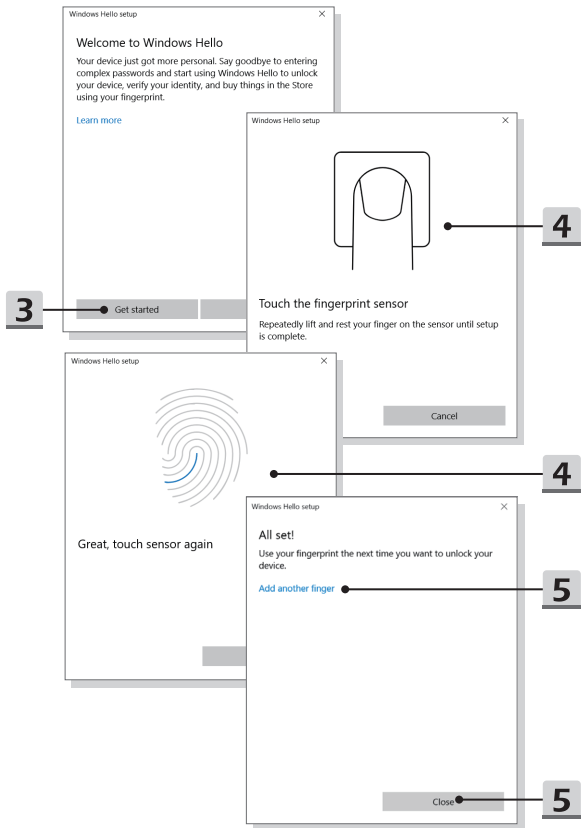 Windows Hello setup
Welcome to Windows Hello
Your device just got more personal. Say goodbye to entering
complex passwords and start using Windows Hello to unlock
your device, verify your identity, and buy things in the Store
using your fingerprint.
Learn more
3
Get started
Windows Hello setup
4
Touch the fingerprint sensor
Repeatedly lift and rest your finger on the sensor until setup
is complete.
Cancel
Windows Hello setup
4
Great, touch sensor again
Windows Hello setup
All set!
Use your fingerprint the next time you want to unlock your
device.
Add another finger
5
Close
5